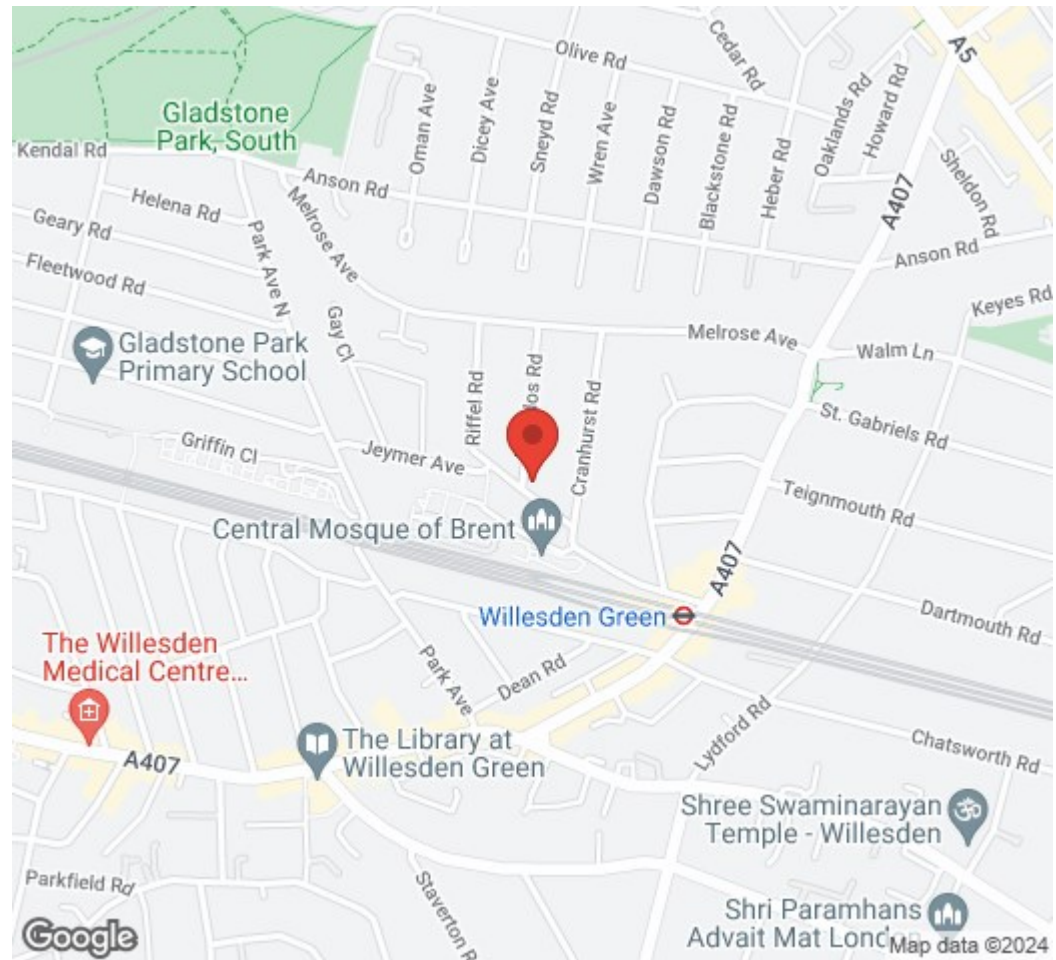 Cedar Rd
Olive Rd
A5
Gladstone
Park, South
Oman Ave
Dicey Ave
Sneyd Rd
Wren Ave
Dawson Rd
Blackstone Rd
Heber Rd
Oaklands Rd
Howard Rd
Sheldon Rd
Kendal Rd
Anson Rd
A407
Helena Rd
Melrose Ave
Geary Rd
Park Ave N
Anson Rd
Fleetwood Rd
Keyes Rd
Gay Cl
Gladstone Park
Primary School
Melrose Ave
Walm Ln
Riffel Rd
Rd
Cranhurst Rd
St. Gabriels Rd
Griffin Cl
Jeymer Ave
Teignmouth Rd
Central Mosque of Brent
A407
Willesden Green
Dartmouth Rd
The Willesden
Medical Centre...
Park Ave
Dean Rd
Lydford Rd
A407
The Library at
Willesden Green
Chatsworth Rd
Shree Swaminarayan
Temple - Willesden
Parkfield Rd
Staverton R
Shri Paramhans
Advait Mat London
Google
Map data ©2024